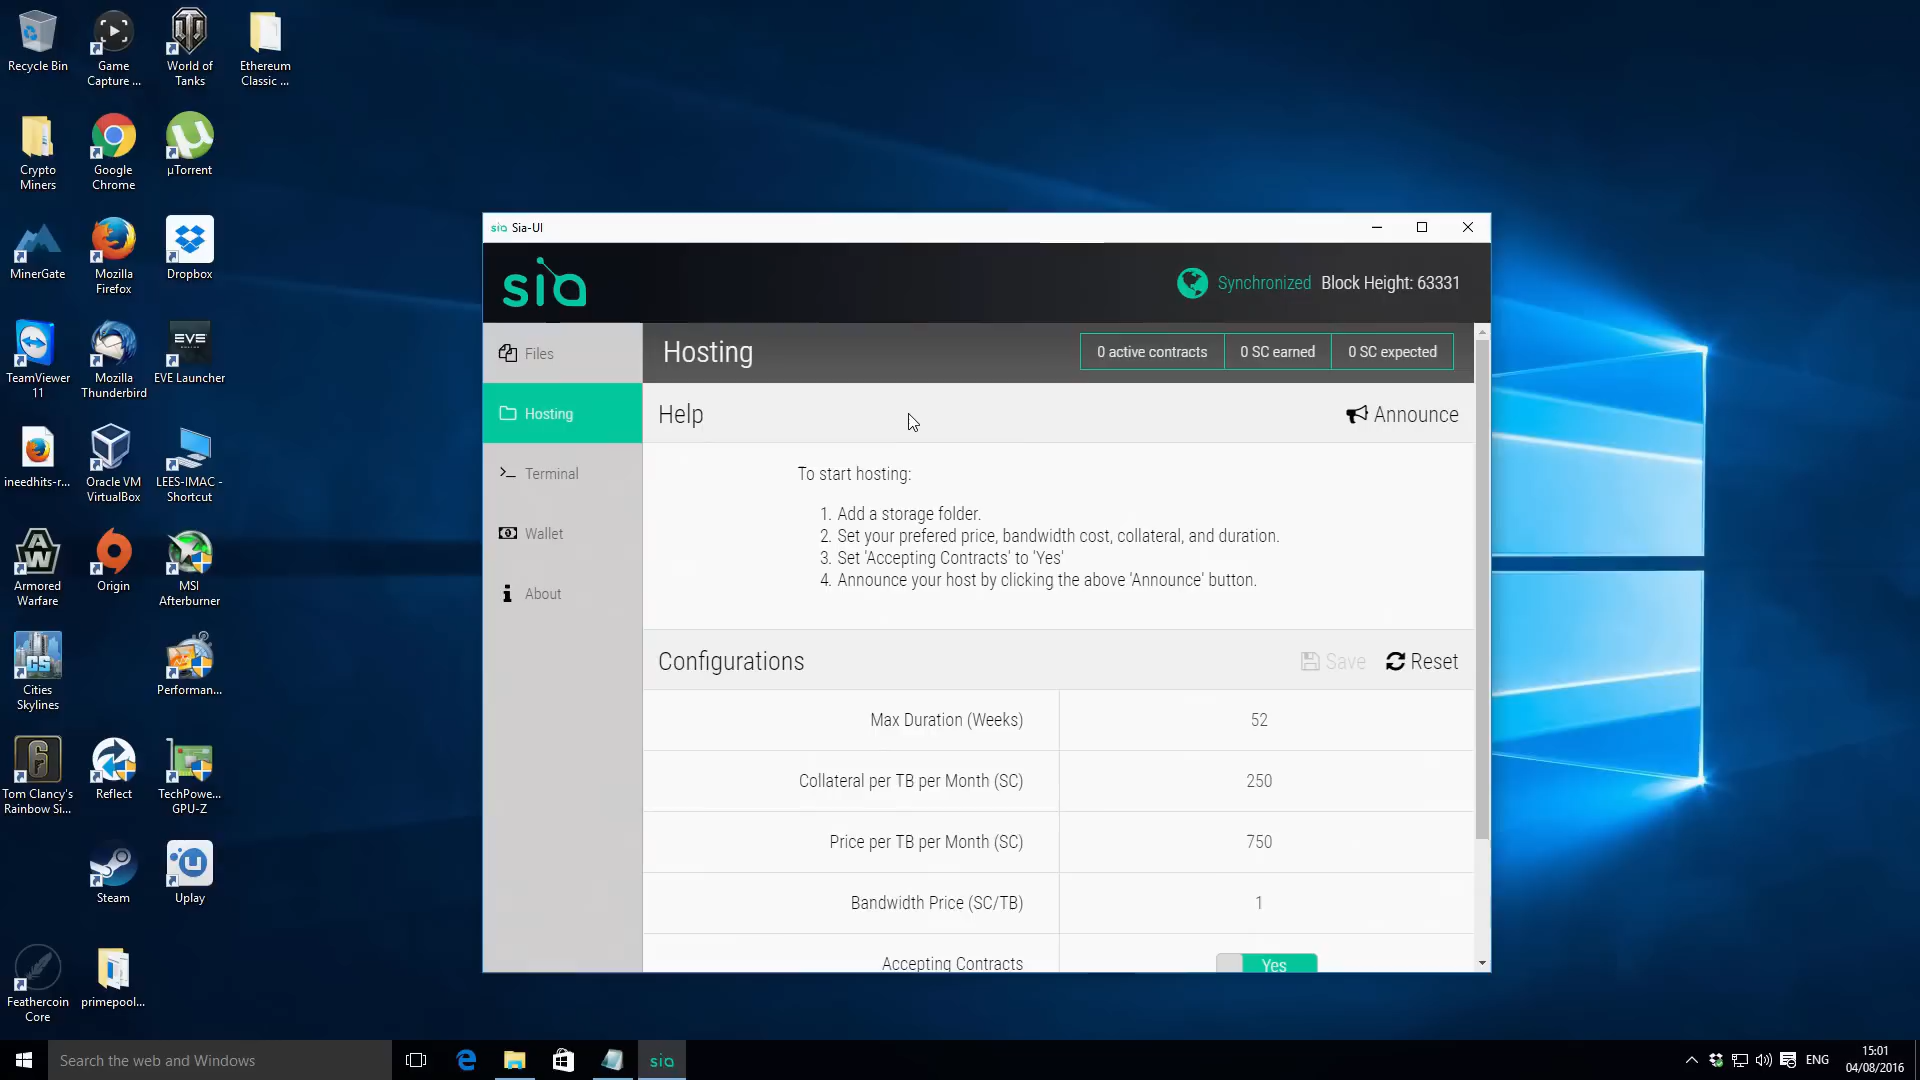 Recycle Bin
Game
Capture ...
World of
Tanks
Ethereum
Classic ...
Crypto
Miners
Google
Chrome
µTorrent
MinerGate
Mozilla
Firefox
Dropbox
TeamViewer
11
Mozilla
Thunderbird
EVE
EVE Launcher
ineedhits-r...
Oracle VM
VirtualBox
LEES-IMAC -
Shortcut
AW
Armored
Warfare
Origin
MSI
Afterburner
CS
Cities
Skylines
Performan...
6
Tom Clancy's
Rainbow Si...
Reflect
TechPowe...
GPU-Z
Steam
Uplay
Feathercoin
Core
primepool...
sia Sia-UI
sia
Synchronized Block Height: 63331
Files
Hosting
Terminal
Wallet
About
Hosting
0 active contracts
0 SC earned
0 SC expected
Help
Announce
To start hosting:
1. Add a storage folder.
2. Set your prefered price, bandwidth cost, collateral, and duration.
3. Set 'Accepting Contracts' to 'Yes'
4. Announce your host by clicking the above 'Announce' button.
Configurations
Save
Reset
Max Duration (Weeks) 52
Collateral per TB per Month (SC) 250
Price per TB per Month (SC) 750
Bandwidth Price (SC/TB) 1
Accepting Contracts Yes
Search the web and Windows
sia
ENG
15:01
04/08/2016